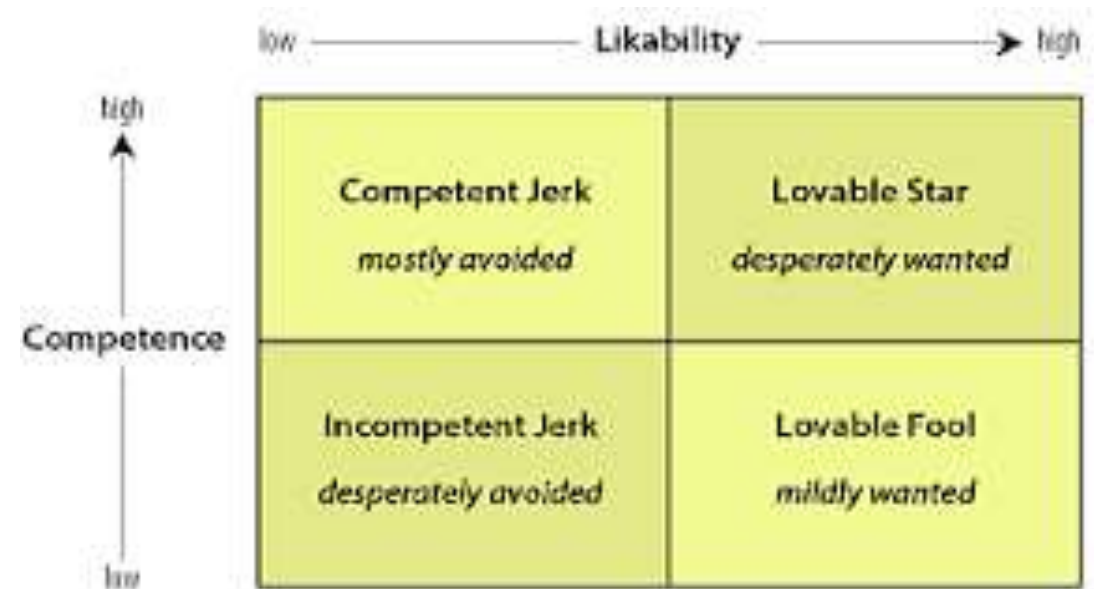 low Likability high
high
Competent Jerk Lovable Star
mostly avoided desperately wanted
Competence
Incompetent Jerk Lovable Fool
desperately avoided mildly wanted
low